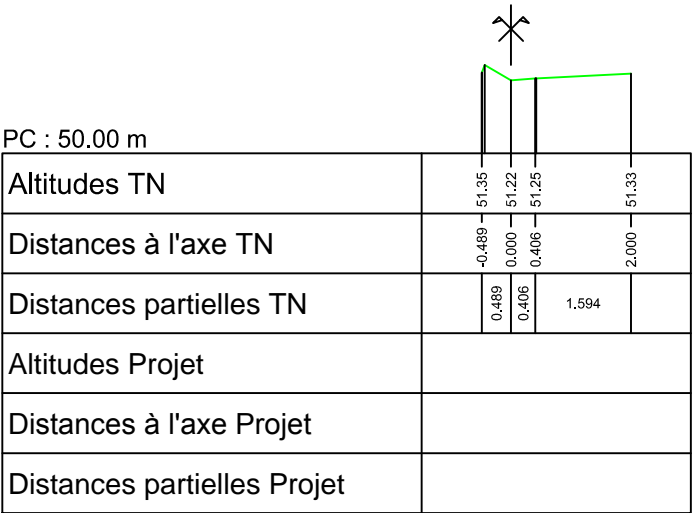 PC : 50.00 m
Altitudes TN
51.35 51.22 51.25 51.33
Distances à l'axe TN
-0.489 0.000 0.406 2.000
Distances partielles TN
0.489 0.406 1.594
Altitudes Projet
Distances à l'axe Projet
Distances partielles Projet